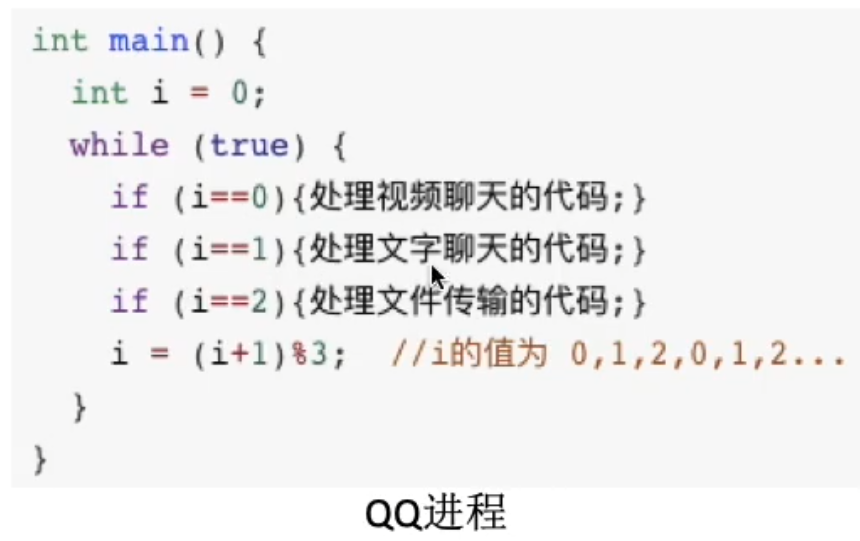 int main() {
int i = 0;
while (true) {
if (i==0){处理视频聊天的代码;}
if (i==1){处理文字聊天的代码;}
if (i==2){处理文件传输的代码;}
i = (i+1)%3; //i的值为 0,1,2,0,1,2...
}
}
QQ进程